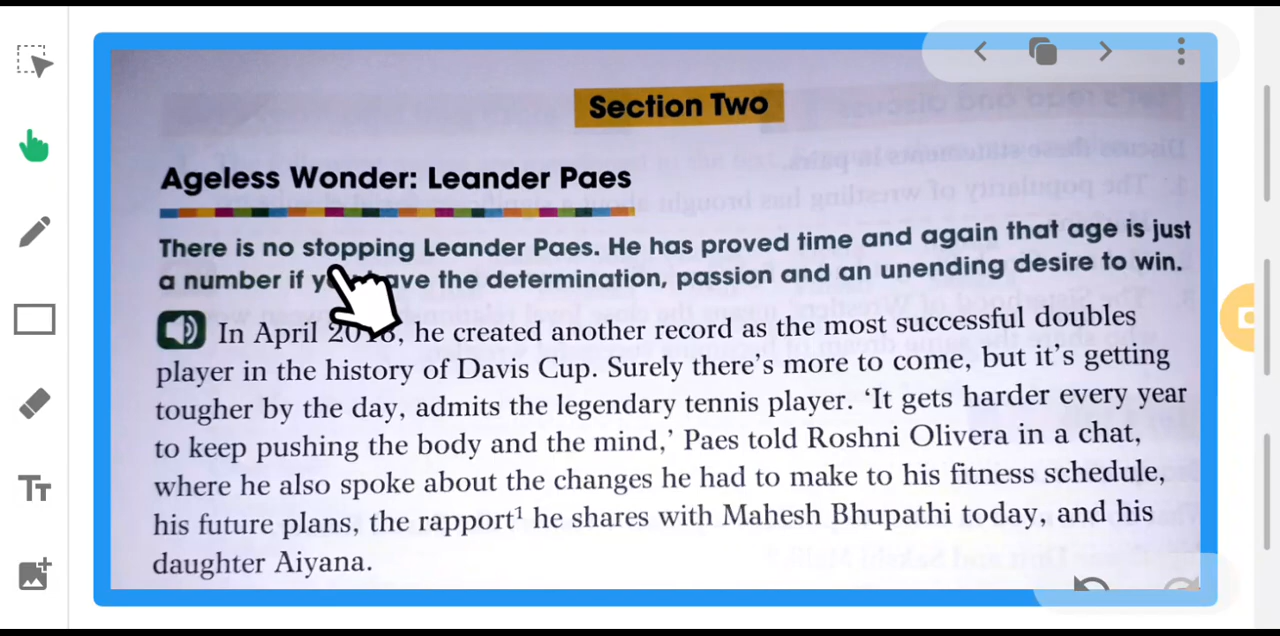 Section Two
Ageless Wonder: Leander Paes
There is no stopping Leander Paes. He has proved time and again that age is just
a number if you have the determination, passion and an unending desire to win.
In April 2018, he created another record as the most successful doubles
player in the history of Davis Cup. Surely there's more to come, but it's getting
tougher by the day, admits the legendary tennis player. 'It gets harder every year
to keep pushing the body and the mind,' Paes told Roshni Olivera in a chat,
where he also spoke about the changes he had to make to his fitness schedule,
his future plans, the rapport¹ he shares with Mahesh Bhupathi today, and his
daughter Aiyana.
TT